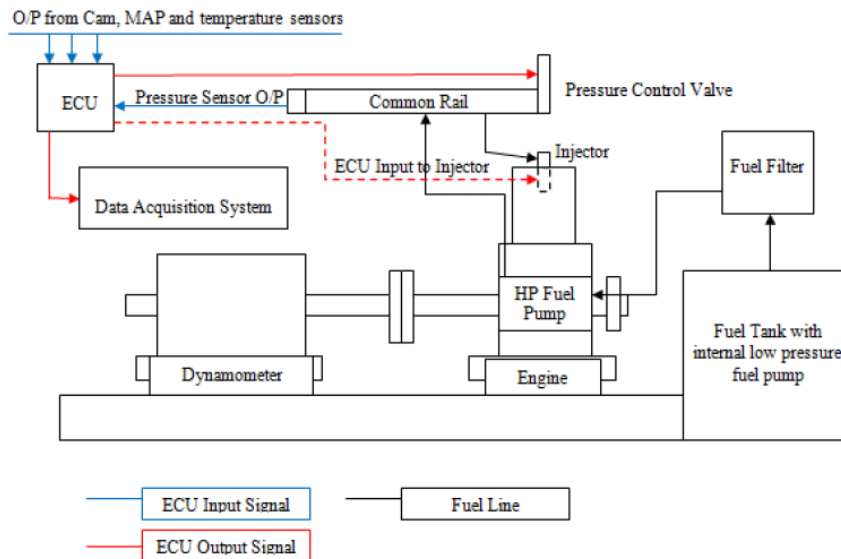 O/P from Cam, MAP and temperature sensors
ECU
Pressure Sensor O/P
Common Rail
Pressure Control Valve
ECU Input to Injector
Injector
Fuel Filter
Data Acquisition System
HP Fuel
Pump
Fuel Tank with
internal low pressure
fuel pump
Dynamometer
Engine
ECU Input Signal
Fuel Line
ECU Output Signal